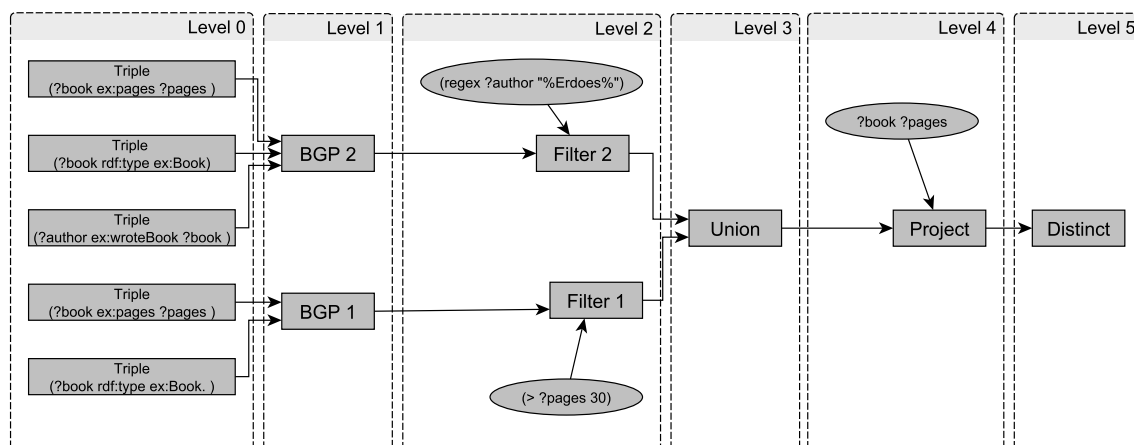 Level 0
Level 1
Level 2
Level 3
Level 4
Level 5
Triple
(?book ex:pages ?pages )
(regex ?author "%Erdoes%")
?book ?pages
Triple
(?book rdf:type ex:Book)
BGP 2
Filter 2
Triple
(?author ex:wroteBook ?book )
Union
Project
Distinct
Triple
(?book ex:pages ?pages )
BGP 1
Filter 1
Triple
(?book rdf:type ex:Book. )
(> ?pages 30)